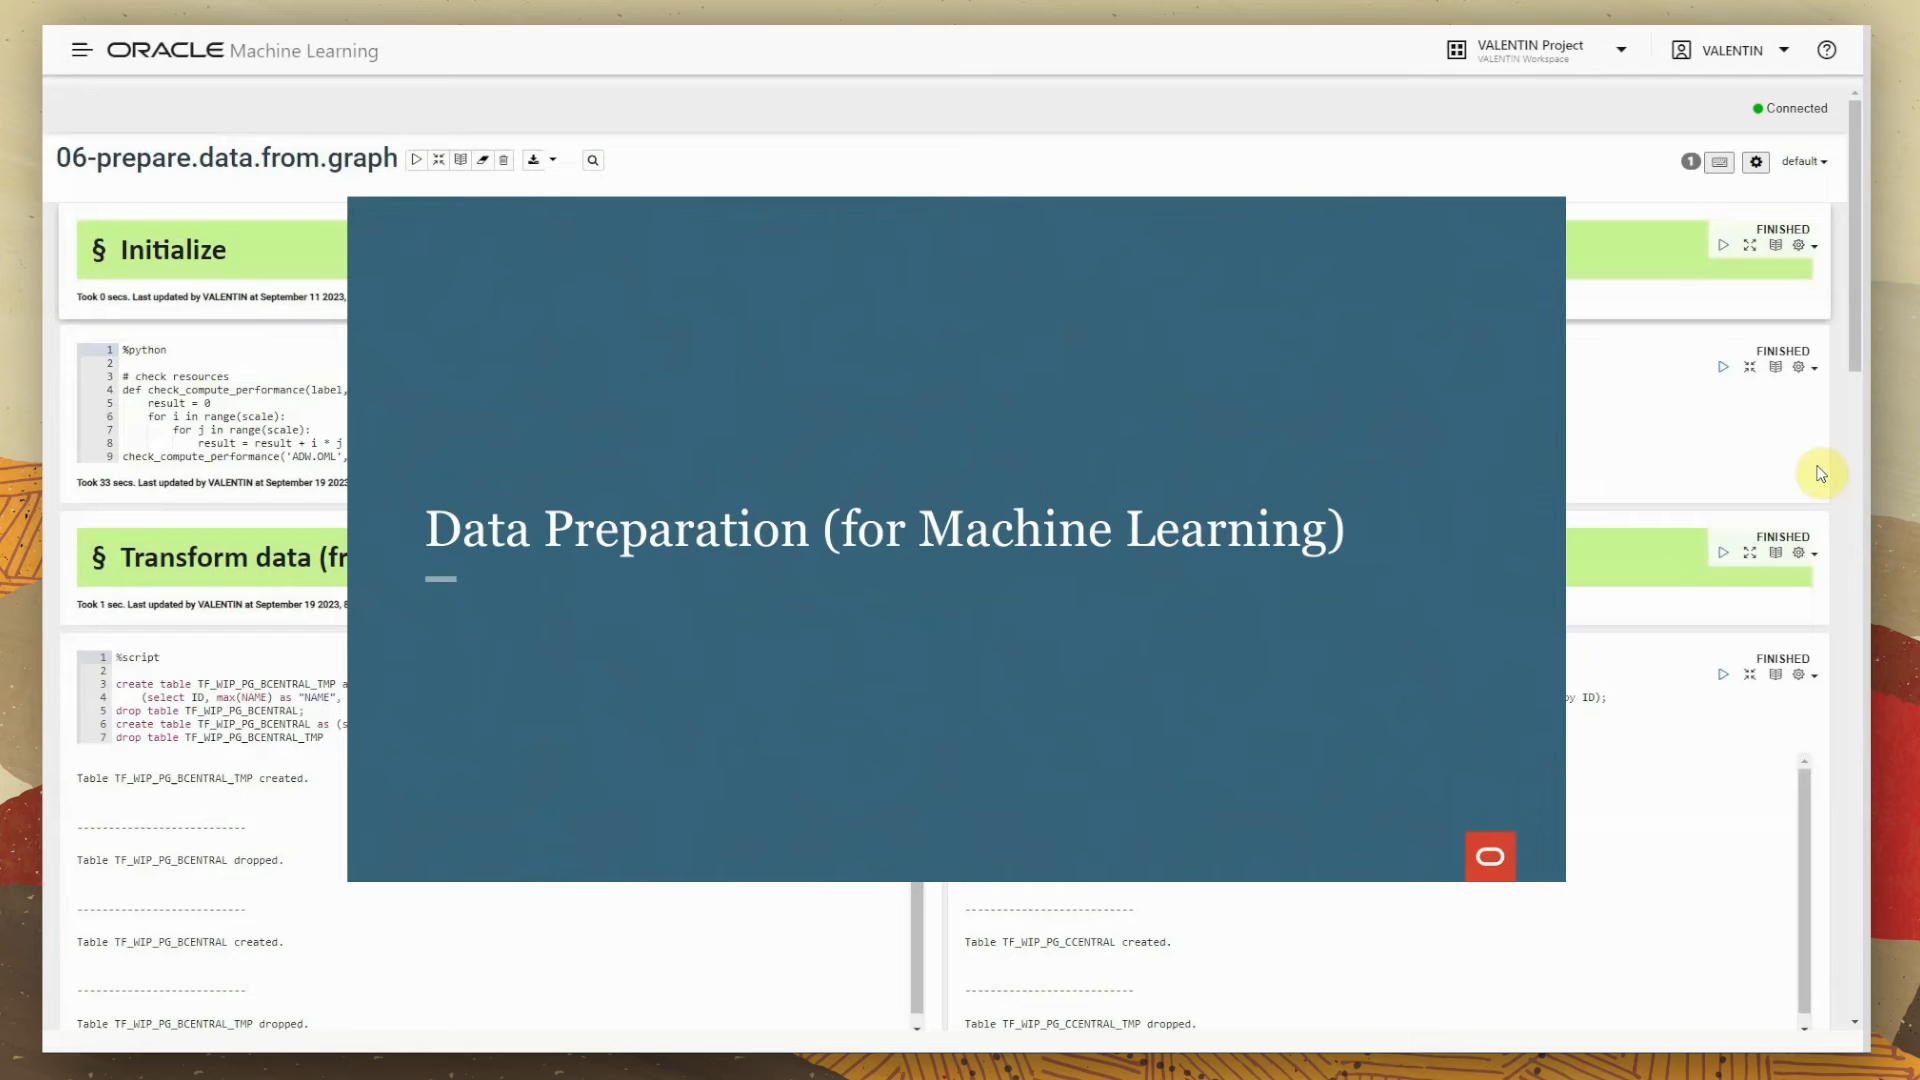 ORACLE Machine Learning
VALENTIN Project
VALENTIN Workspace
VALENTIN
Connected
06-prepare.data.from.graph
1
default
§ Initialize
FINISHED
Took 0 secs. Last updated by VALENTIN at September 11 2023,
1 %python
2
3 # check resources
4 def check_compute_performance(label,
5 result = 0
6 for i in range(scale):
7 for j in range(scale):
8 result = result + i * j
9 check_compute_performance('ADW.OML',
FINISHED
Took 33 secs. Last updated by VALENTIN at September 19 2023
Data Preparation (for Machine Learning)
§ Transform data (fr
FINISHED
Took 1 sec. Last updated by VALENTIN at September 19 2023, 8
1 %script
2
3 create table TF_WIP_PG_BCENTRAL_TMP a
4 (select ID, max(NAME) as "NAME",
5 drop table TF_WIP_PG_BCENTRAL;
6 create table TF_WIP_PG_BCENTRAL as (s
7 drop table TF_WIP_PG_BCENTRAL_TMP
FINISHED
by ID);
Table TF_WIP_PG_BCENTRAL_TMP created.
---------------------------
Table TF_WIP_PG_BCENTRAL dropped.
---------------------------
Table TF_WIP_PG_BCENTRAL created.
---------------------------
Table TF_WIP_PG_BCENTRAL_TMP dropped.
---------------------------
Table TF_WIP_PG_CCENTRAL created.
---------------------------
Table TF_WIP_PG_CCENTRAL_TMP dropped.